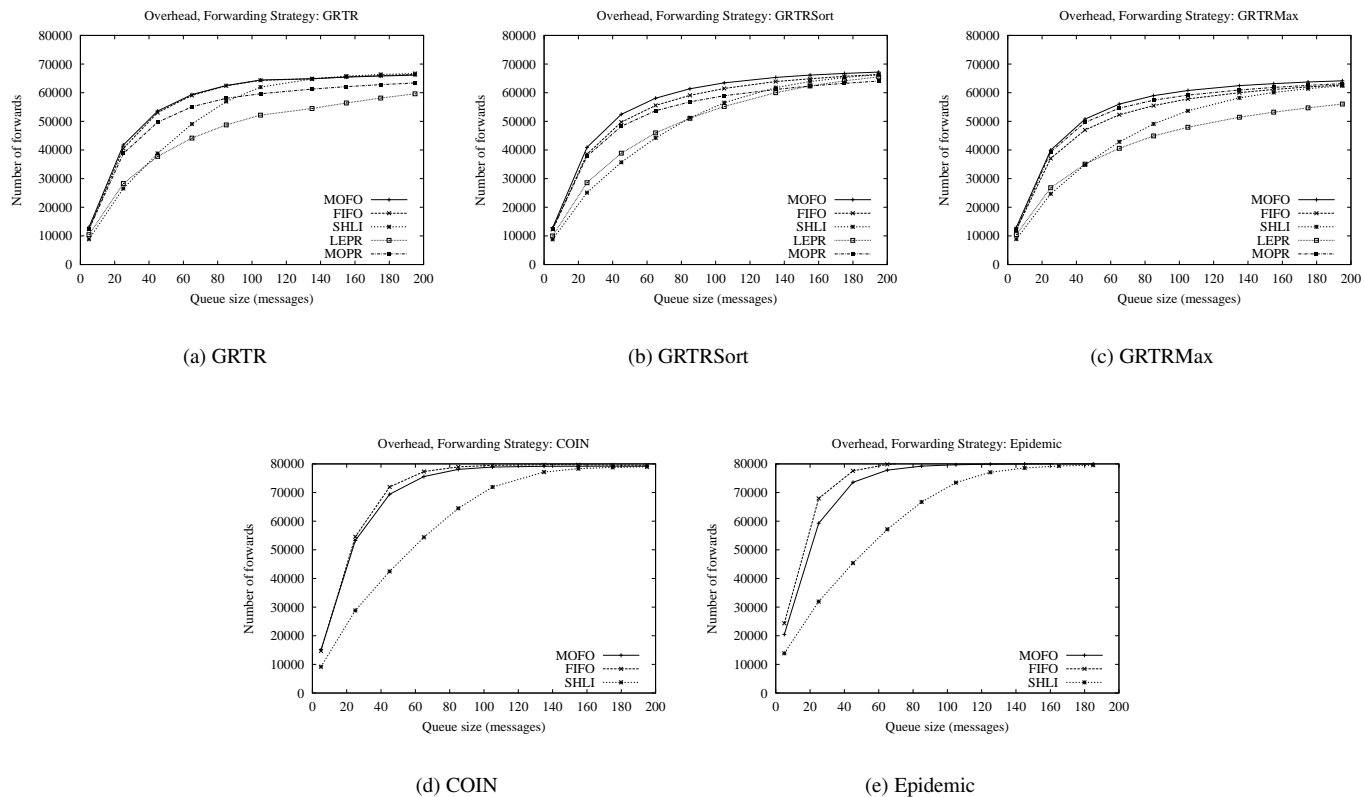 Overhead, Forwarding Strategy: GRTR
80000
70000
60000
50000
40000
30000
20000
10000
0
Number of forwards
MOFO
FIFO
SHLI
LEPR
MOPR
0 20 40 60 80 100 120 140 160 180 200
Queue size (messages)
(a) GRTR
Overhead, Forwarding Strategy: GRTRSort
80000
70000
60000
50000
40000
30000
20000
10000
0
Number of forwards
MOFO
FIFO
SHLI
LEPR
MOPR
0 20 40 60 80 100 120 140 160 180 200
Queue size (messages)
(b) GRTRSort
Overhead, Forwarding Strategy: GRTRMax
80000
70000
60000
50000
40000
30000
20000
10000
0
Number of forwards
MOFO
FIFO
SHLI
LEPR
MOPR
0 20 40 60 80 100 120 140 160 180 200
Queue size (messages)
(c) GRTRMax
Overhead, Forwarding Strategy: COIN
80000
70000
60000
50000
40000
30000
20000
10000
0
Number of forwards
MOFO
FIFO
SHLI
0 20 40 60 80 100 120 140 160 180 200
Queue size (messages)
(d) COIN
Overhead, Forwarding Strategy: Epidemic
80000
70000
60000
50000
40000
30000
20000
10000
0
Number of forwards
MOFO
FIFO
SHLI
0 20 40 60 80 100 120 140 160 180 200
Queue size (messages)
(e) Epidemic